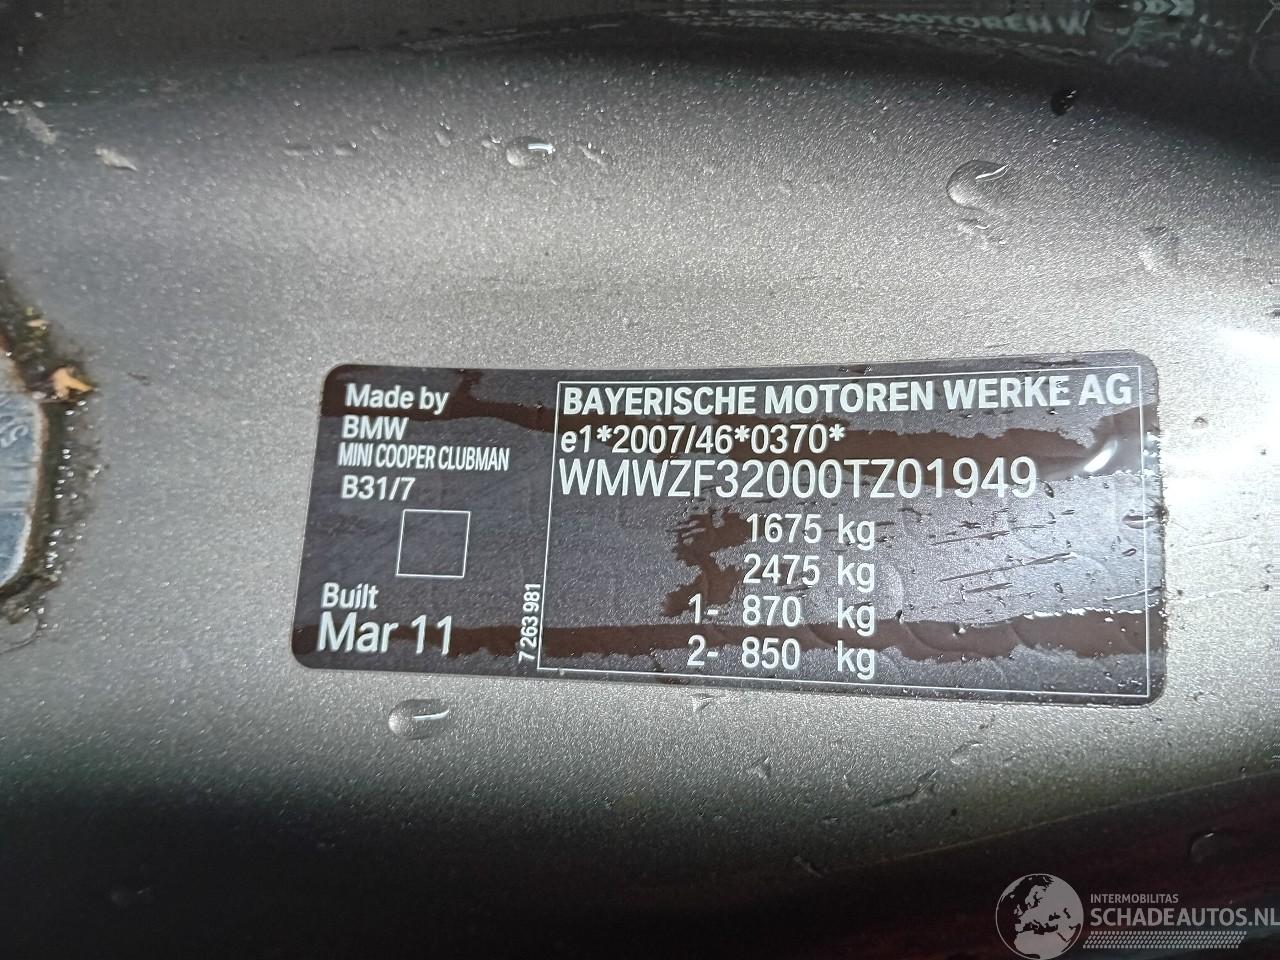 Made by
BMW
MINI COOPER CLUBMAN
B31/7
Built
Mar 11
7 263 981
BAYERISCHE MOTOREN WERKE AG
e1*2007/46*0370*
WMWZF32000TZ01949
1675 kg
2475 kg
1- 870 kg
2- 850 kg
INTERMOBILITAS
SCHADEAUTOS.NL